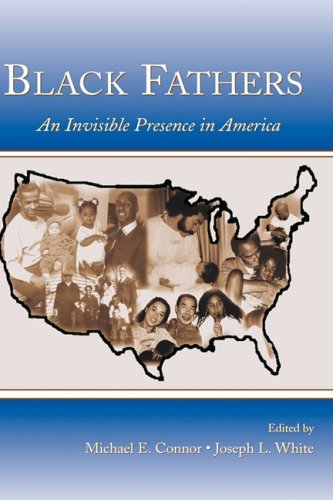 BLACK FATHERS
An Invisible Presence in America
Edited by
Michael E. Connor • Joseph L. White